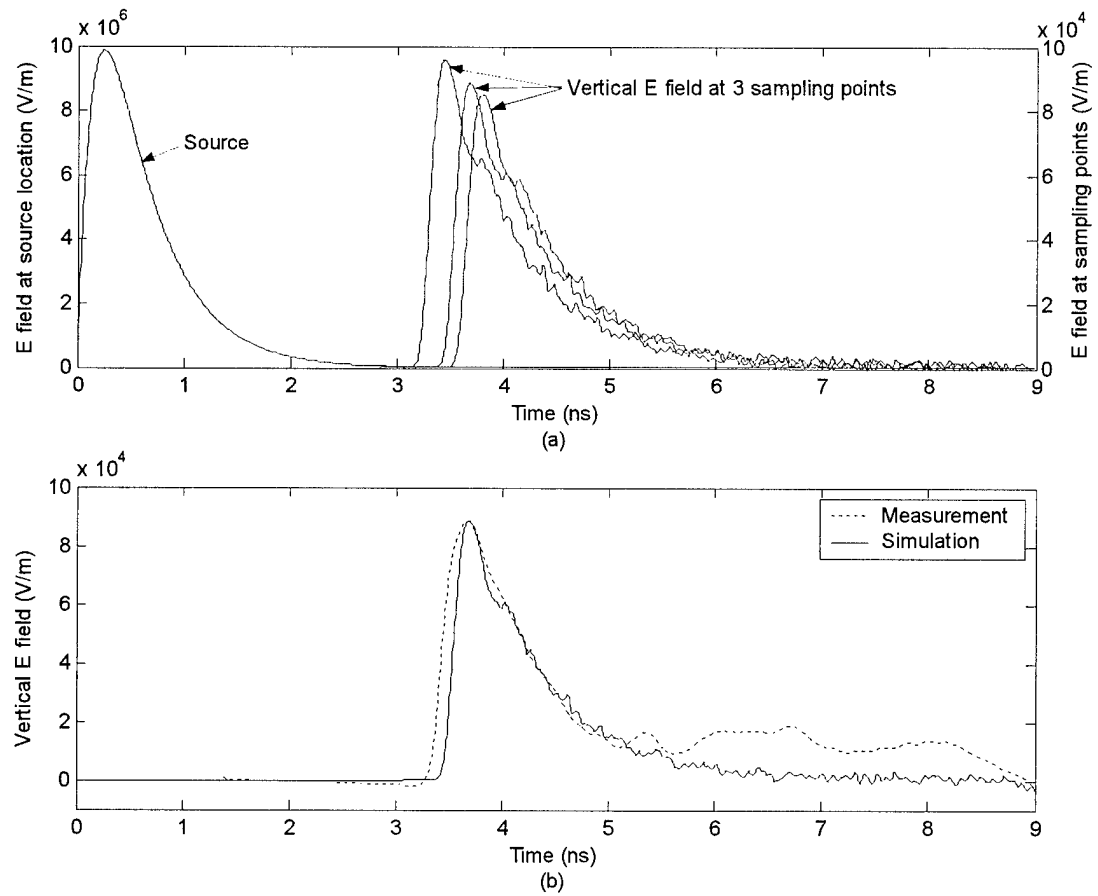 x 10^6
x 10^4
10
8
6
4
2
0
E field at source location (V/m)
10
8
6
4
2
0
E field at sampling points (V/m)
Source
Vertical E field at 3 sampling points
0 1 2 3 4 5 6 7 8 9
Time (ns)
(a)
x 10^4
10
8
6
4
2
0
Vertical E field (V/m)
Measurement
Simulation
0 1 2 3 4 5 6 7 8 9
Time (ns)
(b)